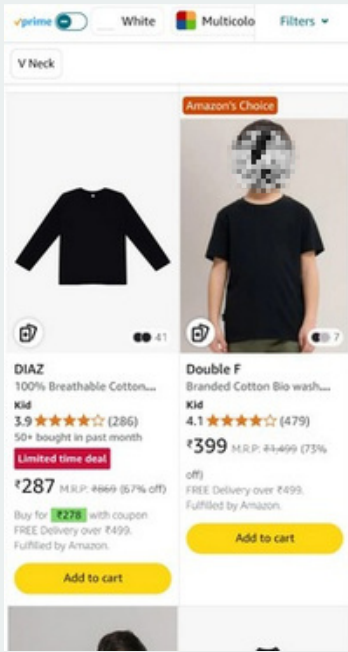 prime
White
Multicolo
Filters
V Neck
41
DIAZ
100% Breathable Cotton...
Kid
3.9 (286)
50+ bought in past month
Limited time deal
₹287 M.R.P: ₹869 (67% off)
Buy for ₹278 with coupon
FREE Delivery over ₹499.
Fulfilled by Amazon.
Add to cart
Amazon's Choice
7
Double F
Branded Cotton Bio wash...
Kid
4.1 (479)
₹399 M.R.P: ₹1,499 (73%
off)
FREE Delivery over ₹499.
Fulfilled by Amazon.
Add to cart